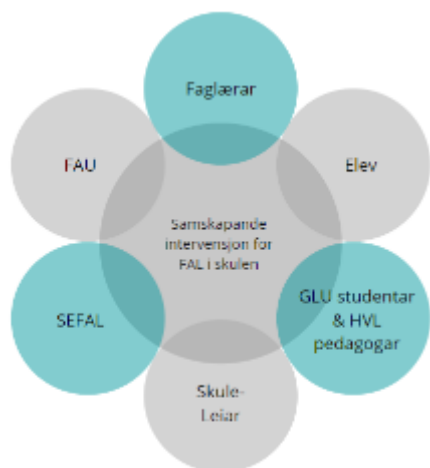 Faglærar
FAU
Elev
Samskapande
intervensjon for
FAL i skulen
SEFAL
GLU studentar
& HVL
pedagogar
Skule-
Leiar